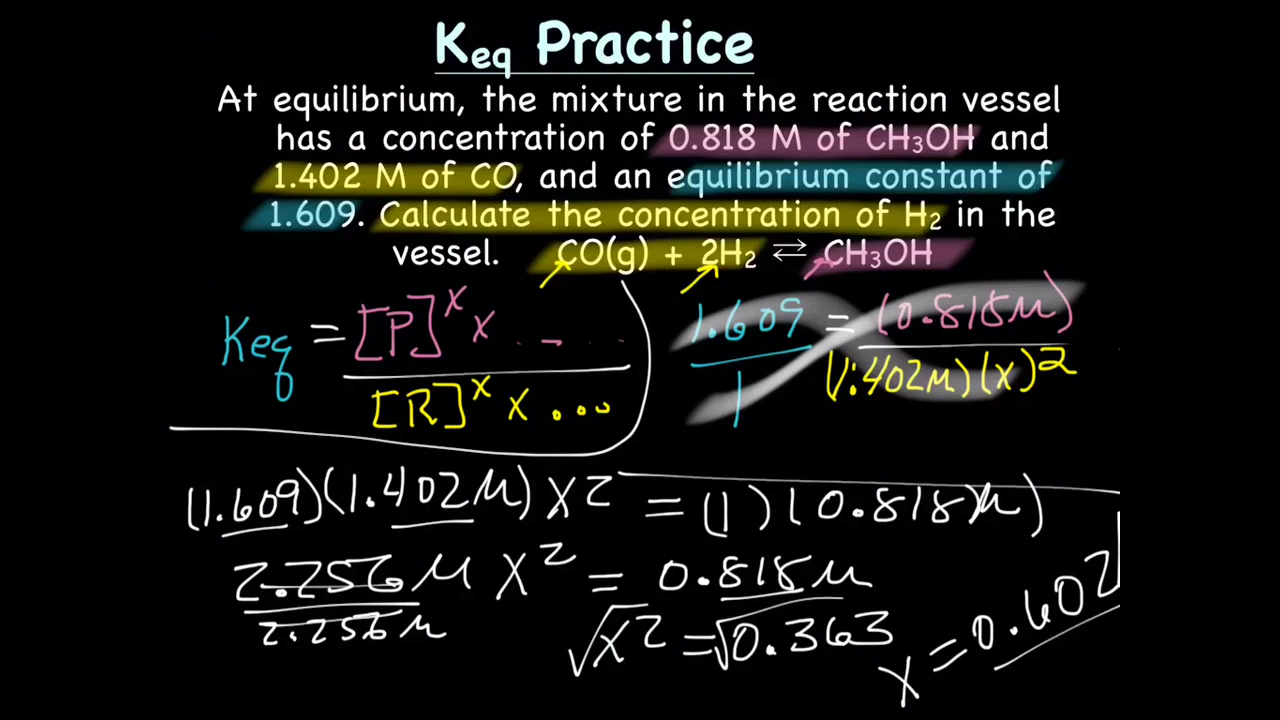 Keq Practice
At equilibrium, the mixture in the reaction vessel
has a concentration of 0.818 M of CH₃OH and
1.402 M of CO, and an equilibrium constant of
1.609. Calculate the concentration of H₂ in the
vessel. CO(g) + 2H₂ ⇄ CH₃OH
Keq = [P]ˣ x . . - . . .
[R]ˣ x ...
1.609 = (0.818M)
1 (1.402M)(x)²
(1.609)(1.402M) x² = (1)(0.818M)
2.256 M x² = 0.818M
2.256 M
√x² = √0.363
x = 0.602